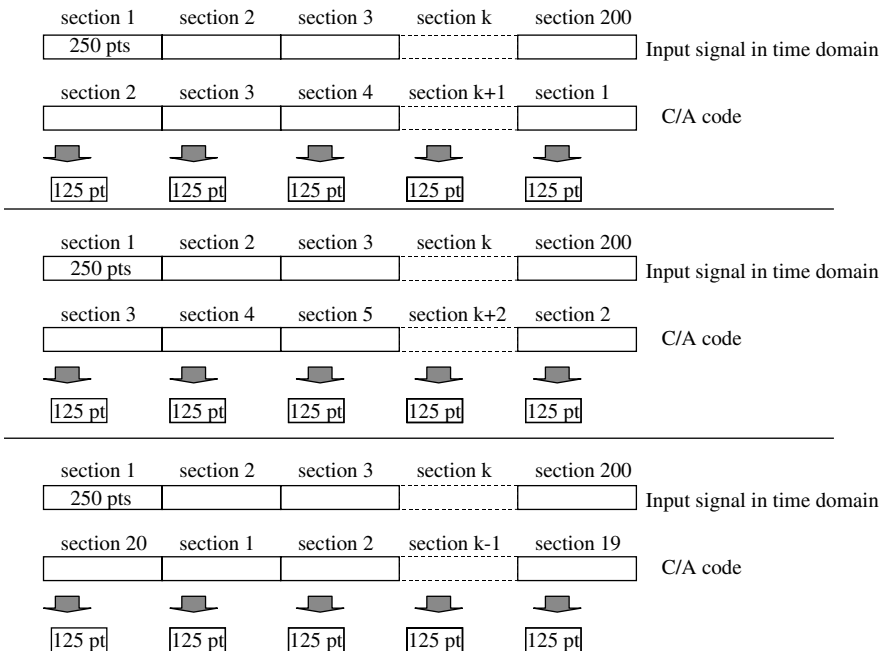 section 1 section 2 section 3 section k section 200
250 pts Input signal in time domain
section 2 section 3 section 4 section k+1 section 1
C/A code
125 pt 125 pt 125 pt 125 pt 125 pt
section 1 section 2 section 3 section k section 200
250 pts Input signal in time domain
section 3 section 4 section 5 section k+2 section 2
C/A code
125 pt 125 pt 125 pt 125 pt 125 pt
section 1 section 2 section 3 section k section 200
250 pts Input signal in time domain
section 20 section 1 section 2 section k-1 section 19
C/A code
125 pt 125 pt 125 pt 125 pt 125 pt